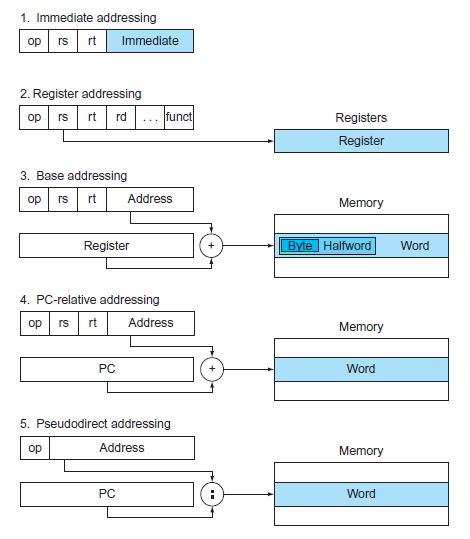 1. Immediate addressing
op rs rt Immediate
2. Register addressing
op rs rt rd ... funct
Registers
Register
3. Base addressing
op rs rt Address
Memory
Register
+
Byte Halfword Word
4. PC-relative addressing
op rs rt Address
Memory
PC
+
Word
5. Pseudodirect addressing
op Address
Memory
PC
:
Word